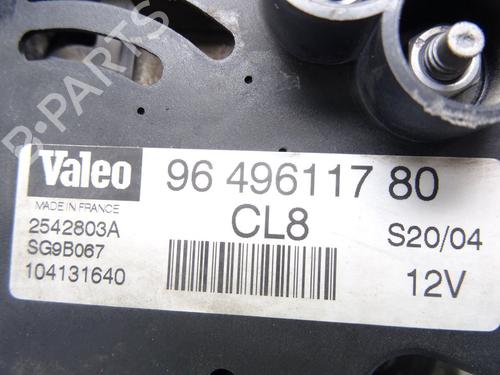 B-PARTS
Valeo
96 496117 80
MADE IN FRANCE
CL8
S20/04
2542803A
SG9B067
104131640
12V